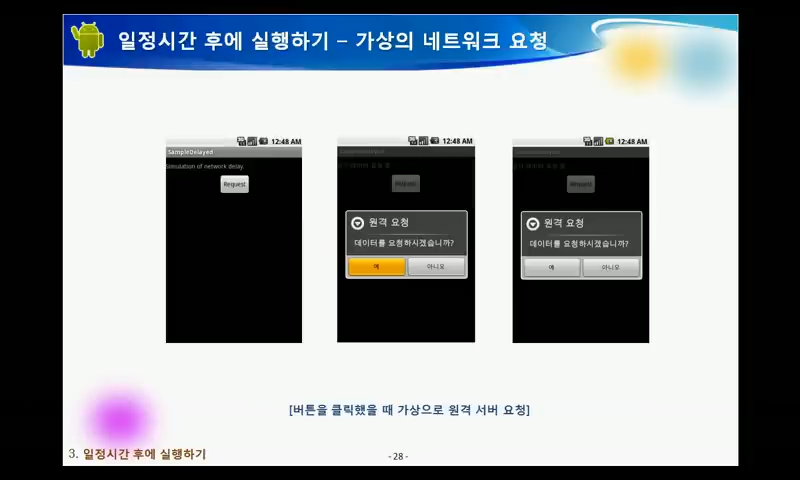 일정시간 후에 실행하기 – 가상의 네트워크 요청
12:48 AM
SampleDelayed
Simulation of network delay.
Request
12:48 AM
Request
원격 요청
데이터를 요청하시겠습니까?
예
아니오
12:48 AM
Request
원격 요청
데이터를 요청하시겠습니까?
예
아니오
[버튼을 클릭했을 때 가상으로 원격 서버 요청]
3. 일정시간 후에 실행하기
- 28 -